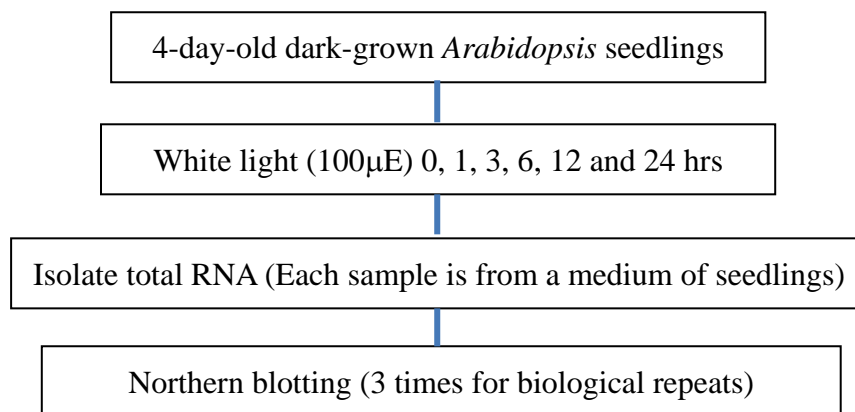 4-day-old dark-grown Arabidopsis seedlings
White light (100μE) 0, 1, 3, 6, 12 and 24 hrs
Isolate total RNA (Each sample is from a medium of seedlings)
Northern blotting (3 times for biological repeats)